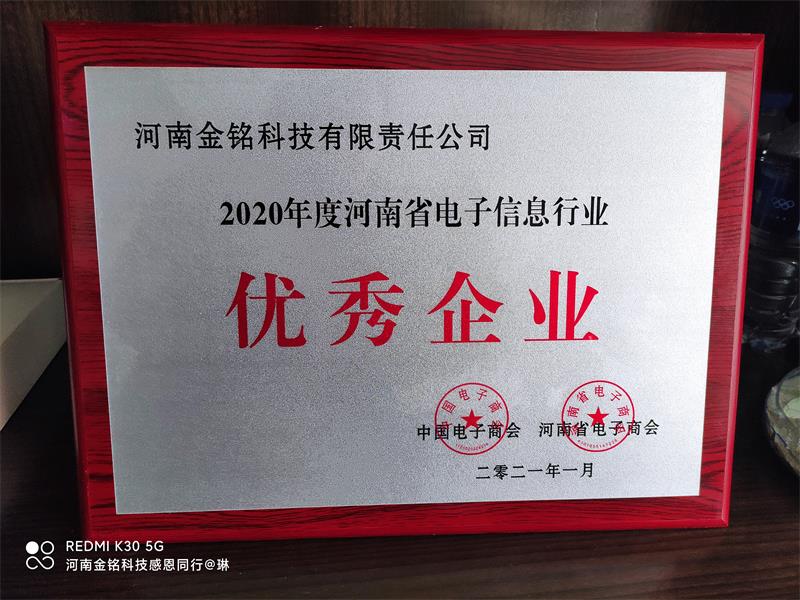 河南金铭科技有限责任公司
2020年度河南省电子信息行业
优秀企业
中国电子商会 河南省电子商会
二零二一年一月
REDMI K30 5G
河南金铭科技感恩同行@琳